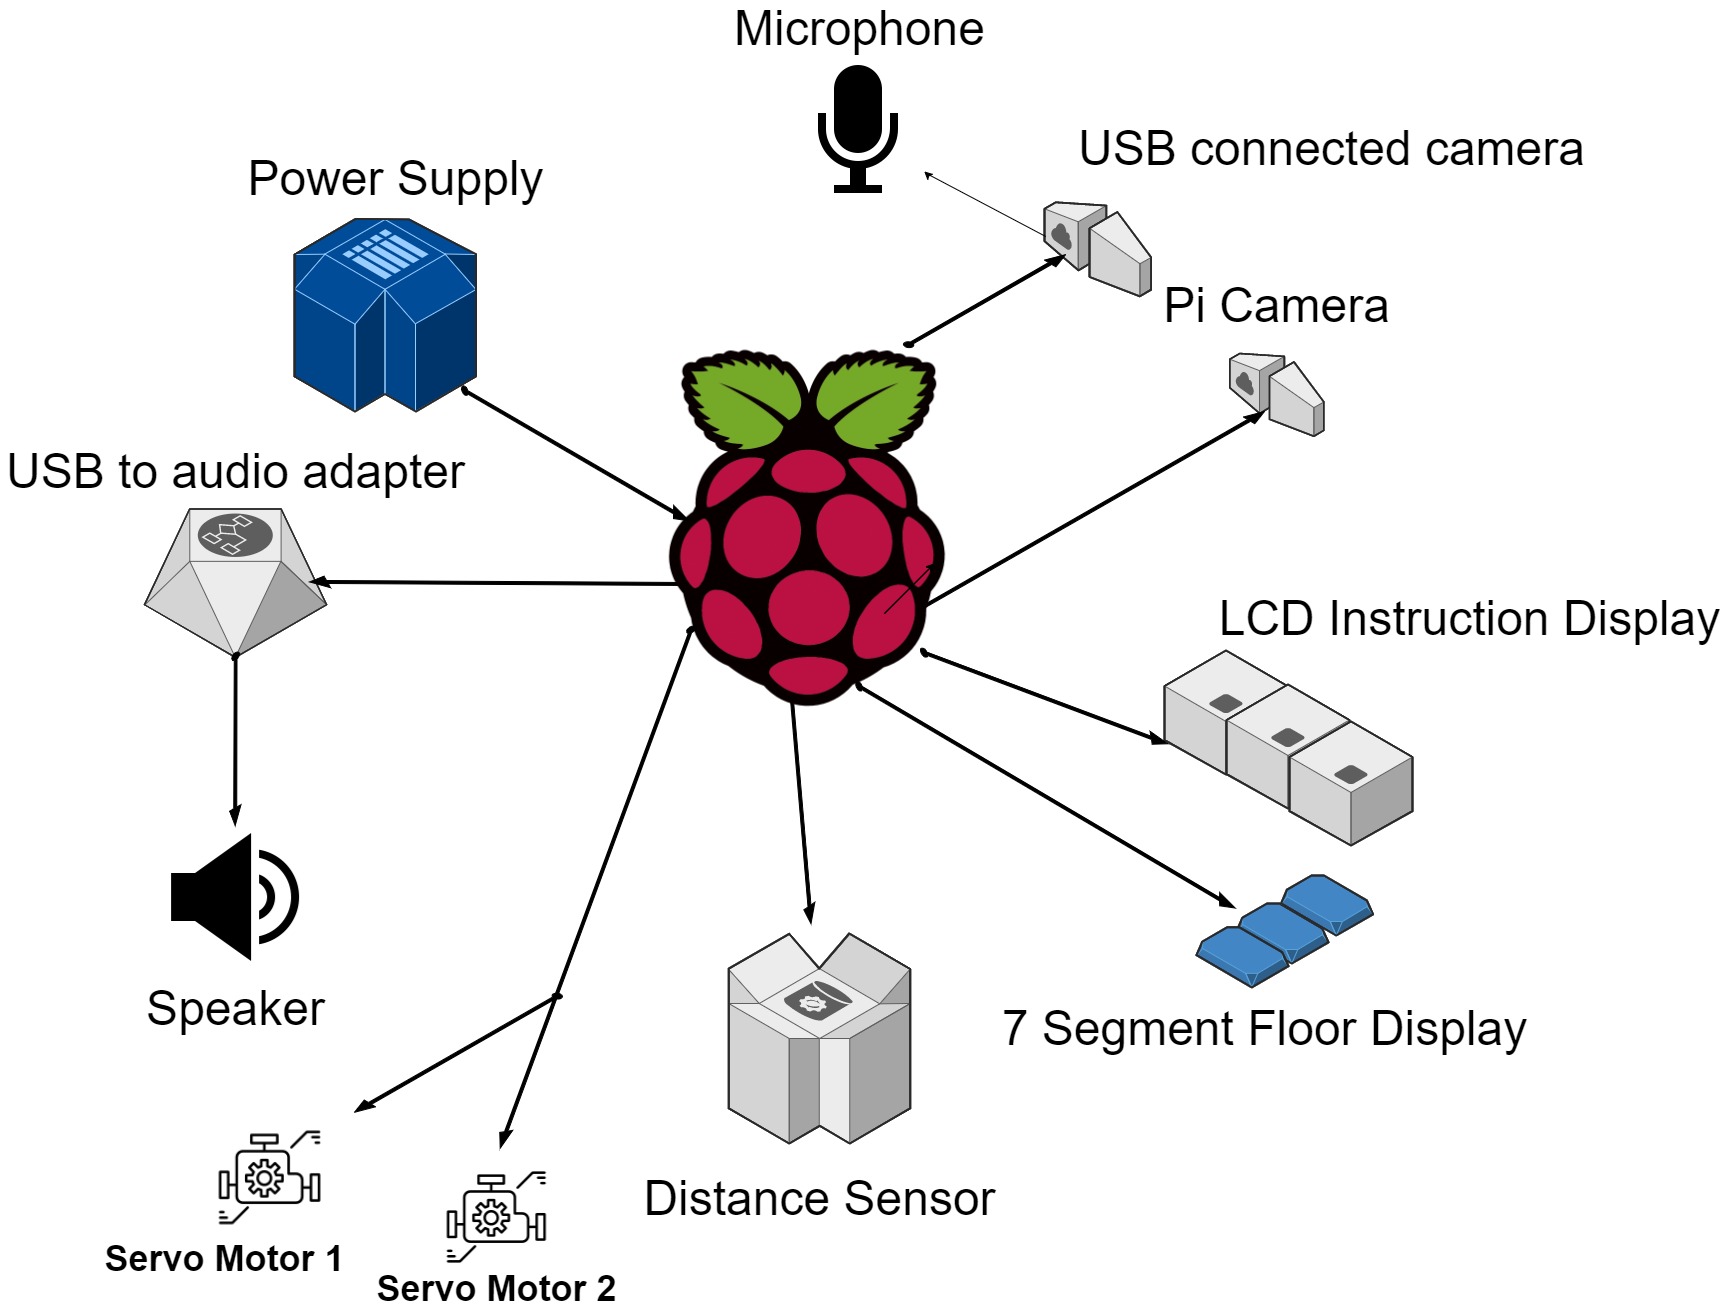 Microphone
USB connected camera
Power Supply
Pi Camera
USB to audio adapter
LCD Instruction Display
Speaker
7 Segment Floor Display
Distance Sensor
Servo Motor 1
Servo Motor 2